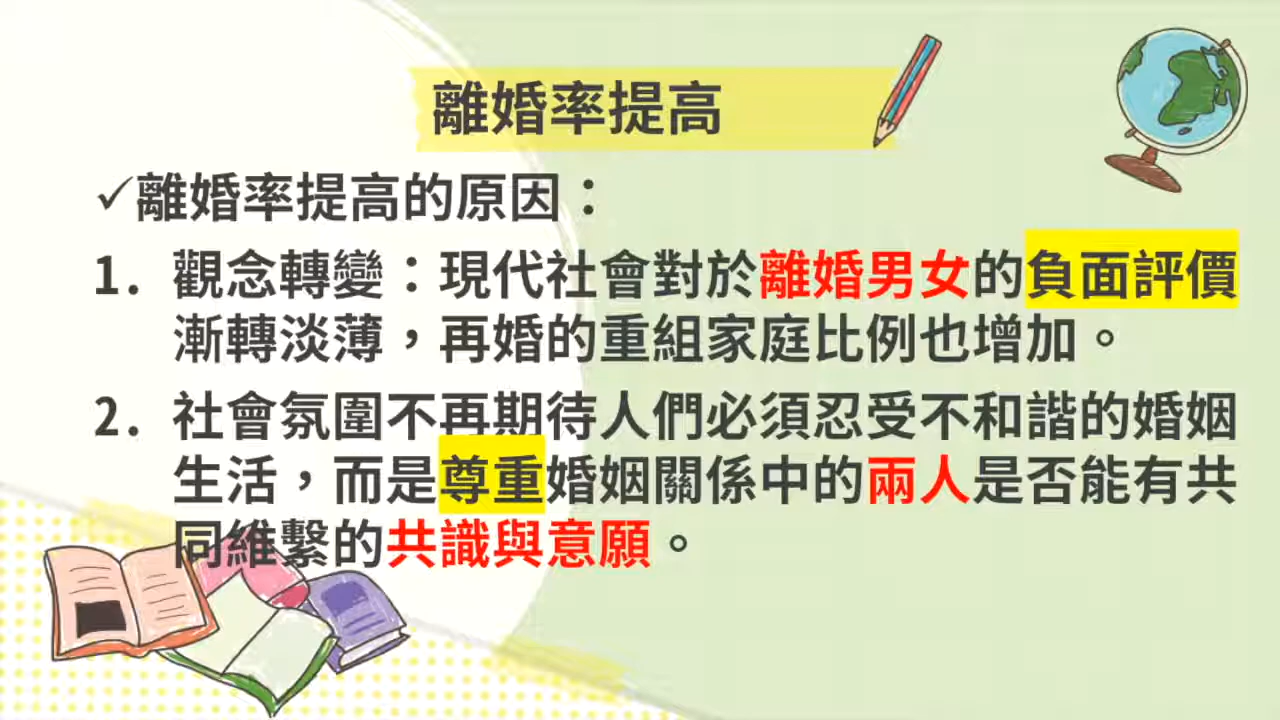 離婚率提高
✓離婚率提高的原因：
1. 觀念轉變：現代社會對於離婚男女的負面評價
漸轉淡薄，再婚的重組家庭比例也增加。
2. 社會氛圍不再期待人們必須忍受不和諧的婚姻
生活，而是尊重婚姻關係中的兩人是否能有共
同維繫的共識與意願。